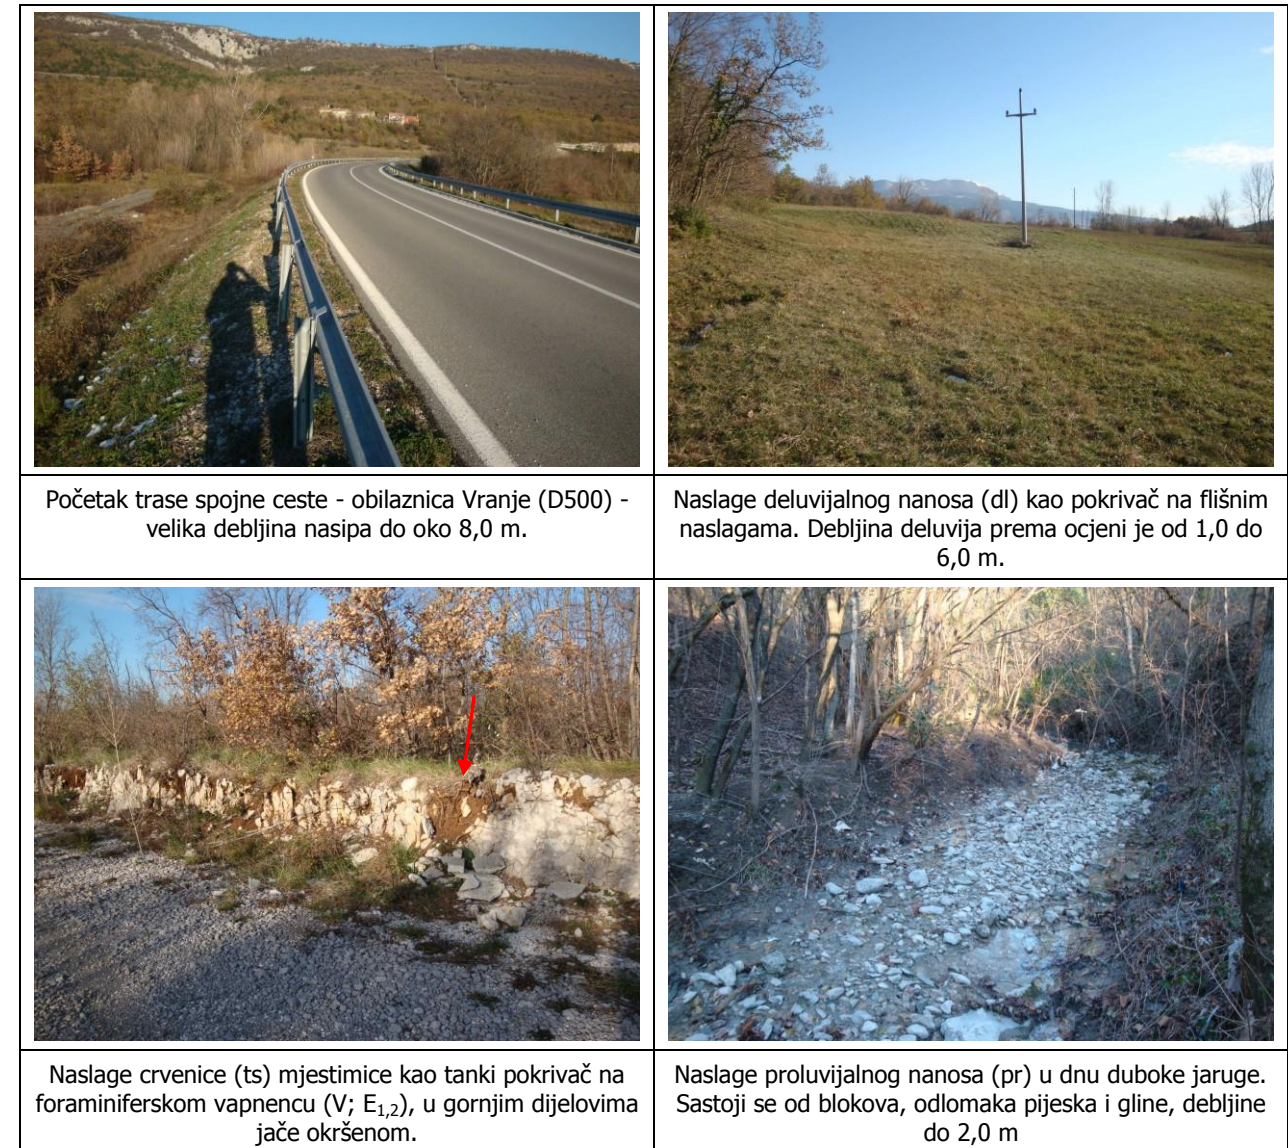 Početak trase spojne ceste - obilaznica Vranje (D500) -
velika debljina nasipa do oko 8,0 m.
Naslage deluvijalnog nanosa (dl) kao pokrivač na flišnim
naslagama. Debljina deluvija prema ocjeni je od 1,0 do
6,0 m.
Naslage crvenice (ts) mjestimice kao tanki pokrivač na
foraminiferskom vapnencu (V; E1,2), u gornjim dijelovima
jače okršenom.
Naslage proluvijalnog nanosa (pr) u dnu duboke jaruge.
Sastoji se od blokova, odlomaka pijeska i gline, debljine
do 2,0 m